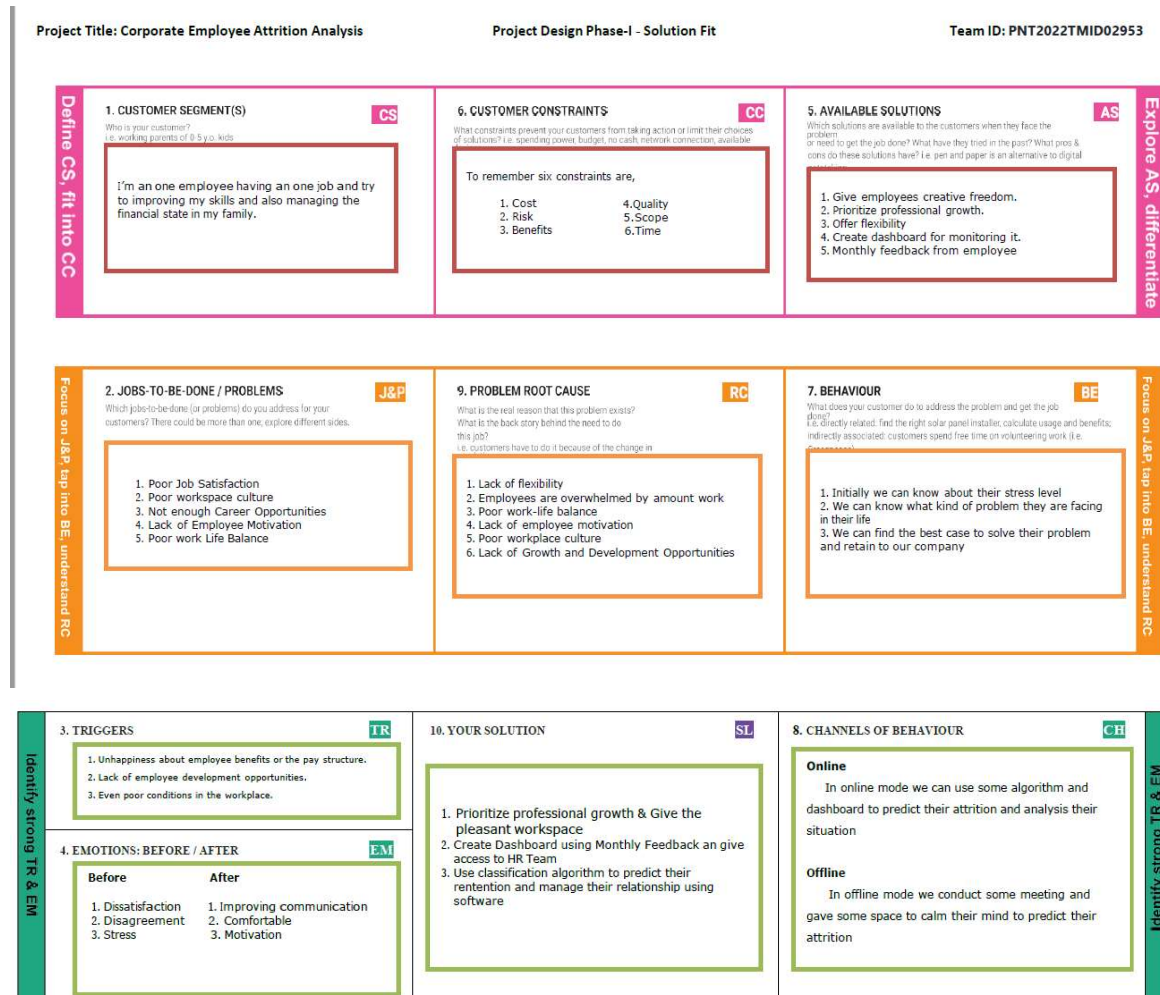 Project Title: Corporate Employee Attrition Analysis
Project Design Phase-I - Solution Fit
Team ID: PNT2022TMID02953
Define CS, fit into CC
1. CUSTOMER SEGMENT(S)
CS
Who is your customer?
i.e. working parents of 0-5 y.o. kids
I'm an one employee having an one job and try
to improving my skills and also managing the
financial state in my family.
6. CUSTOMER CONSTRAINTS
CC
What constraints prevent your customers from taking action or limit their choices
of solutions? i.e. spending power, budget, no cash, network connection, available
To remember six constraints are,
1. Cost
2. Risk
3. Benefits
4.Quality
5.Scope
6.Time
5. AVAILABLE SOLUTIONS
AS
Which solutions are available to the customers when they face the
problem
or need to get the job done? What have they tried in the past? What pros &
cons do these solutions have? i.e. pen and paper is an alternative to digital
1. Give employees creative freedom.
2. Prioritize professional growth.
3. Offer flexibility
4. Create dashboard for monitoring it.
5. Monthly feedback from employee
Explore AS, differentiate
Focus on J&P, tap into BE, understand RC
2. JOBS-TO-BE-DONE / PROBLEMS
J&P
Which jobs-to-be-done (or problems) do you address for your
customers? There could be more than one; explore different sides.
1. Poor Job Satisfaction
2. Poor workspace culture
3. Not enough Career Opportunities
4. Lack of Employee Motivation
5. Poor work Life Balance
9. PROBLEM ROOT CAUSE
RC
What is the real reason that this problem exists?
What is the back story behind the need to do
this job?
i.e. customers have to do it because of the change in
1. Lack of flexibility
2. Employees are overwhelmed by amount work
3. Poor work-life balance
4. Lack of employee motivation
5. Poor workplace culture
6. Lack of Growth and Development Opportunities
7. BEHAVIOUR
BE
What does your customer do to address the problem and get the job
done?
i.e. directly related: find the right solar panel installer, calculate usage and benefits;
indirectly associated: customers spend free time on volunteering work (i.e.
1. Initially we can know about their stress level
2. We can know what kind of problem they are facing
in their life
3. We can find the best case to solve their problem
and retain to our company
Focus on J&P, tap into BE, understand RC
Identify strong TR & EM
3. TRIGGERS
TR
1. Unhappiness about employee benefits or the pay structure.
2. Lack of employee development opportunities.
3. Even poor conditions in the workplace.
4. EMOTIONS: BEFORE / AFTER
EM
Before
1. Dissatisfaction
2. Disagreement
3. Stress
After
1. Improving communication
2. Comfortable
3. Motivation
10. YOUR SOLUTION
SL
1. Prioritize professional growth & Give the
pleasant workspace
2. Create Dashboard using Monthly Feedback an give
access to HR Team
3. Use classification algorithm to predict their
rentention and manage their relationship using
software
8. CHANNELS OF BEHAVIOUR
CH
Online
In online mode we can use some algorithm and
dashboard to predict their attrition and analysis their
situation
Offline
In offline mode we conduct some meeting and
gave some space to calm their mind to predict their
attrition
Identify strong TR & EM